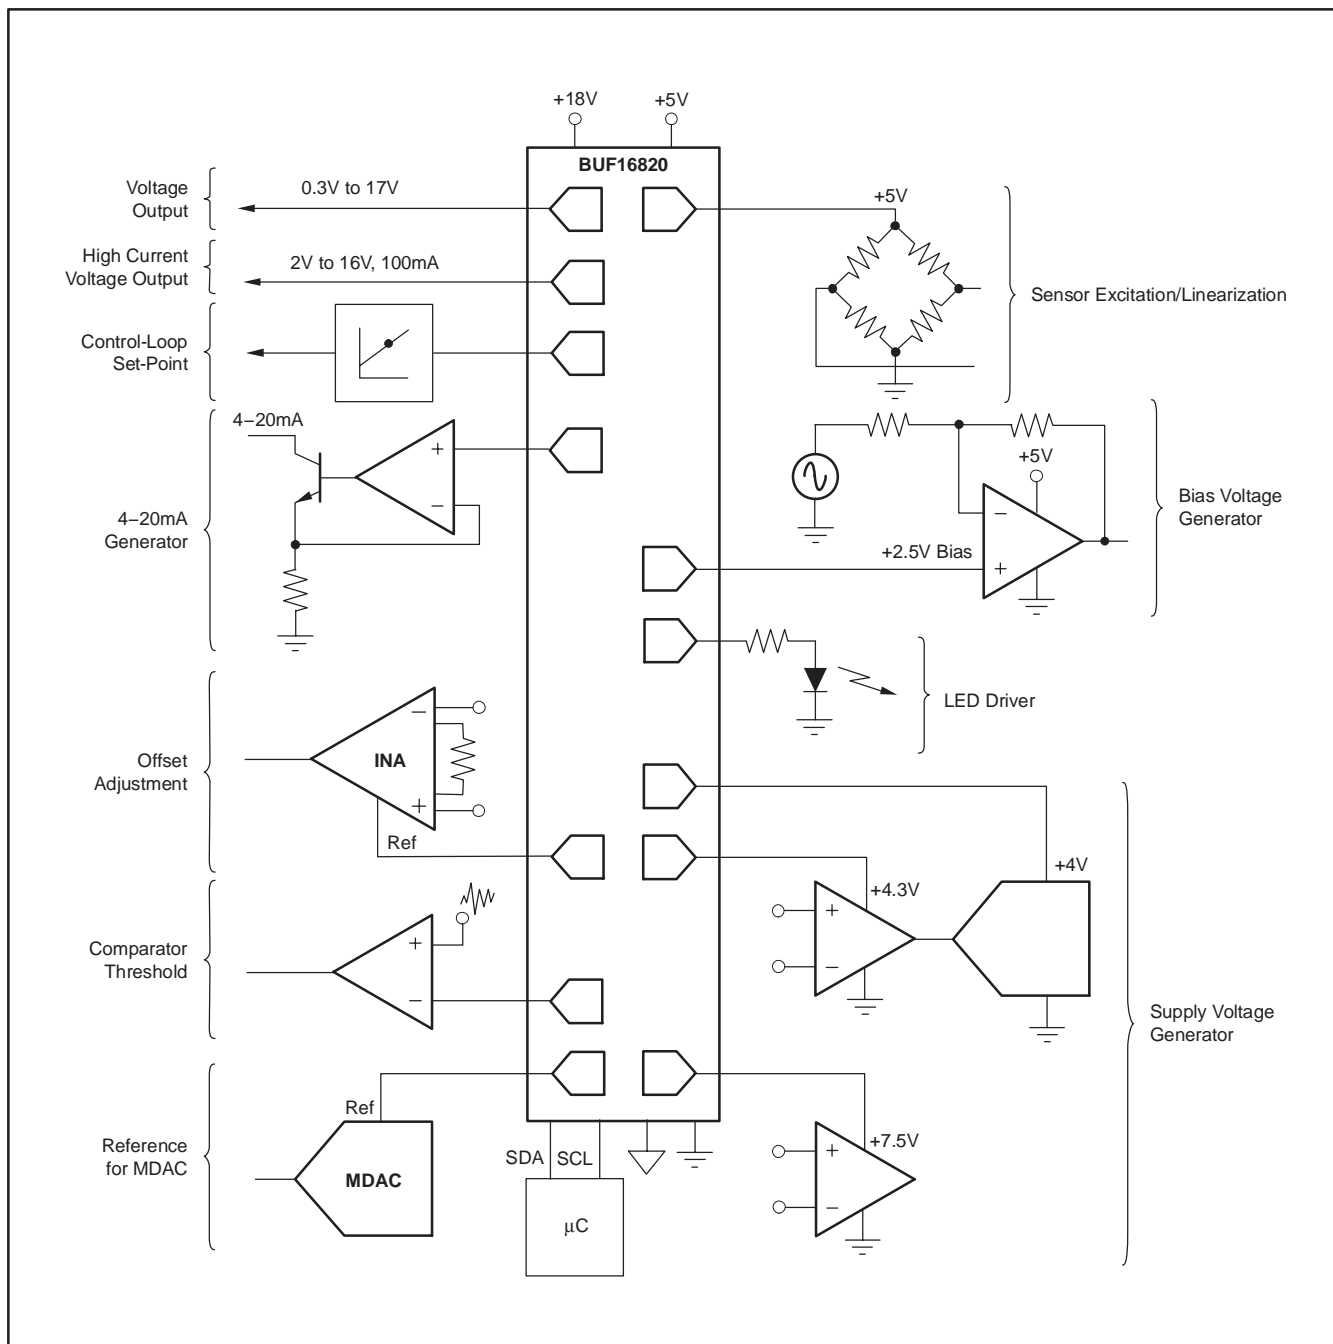 +18V
+5V
BUF16820
Voltage
Output
0.3V to 17V
High Current
Voltage Output
2V to 16V, 100mA
Control-Loop
Set-Point
4−20mA
+
−
4−20mA
Generator
Offset
Adjustment
−
INA
+
Ref
Comparator
Threshold
+
−
Reference
for MDAC
Ref
MDAC
SDA
SCL
μC
+5V
Sensor Excitation/Linearization
+5V
−
+
+2.5V Bias
Bias Voltage
Generator
LED Driver
+4V
+4.3V
+
−
Supply Voltage
Generator
+7.5V
+
−